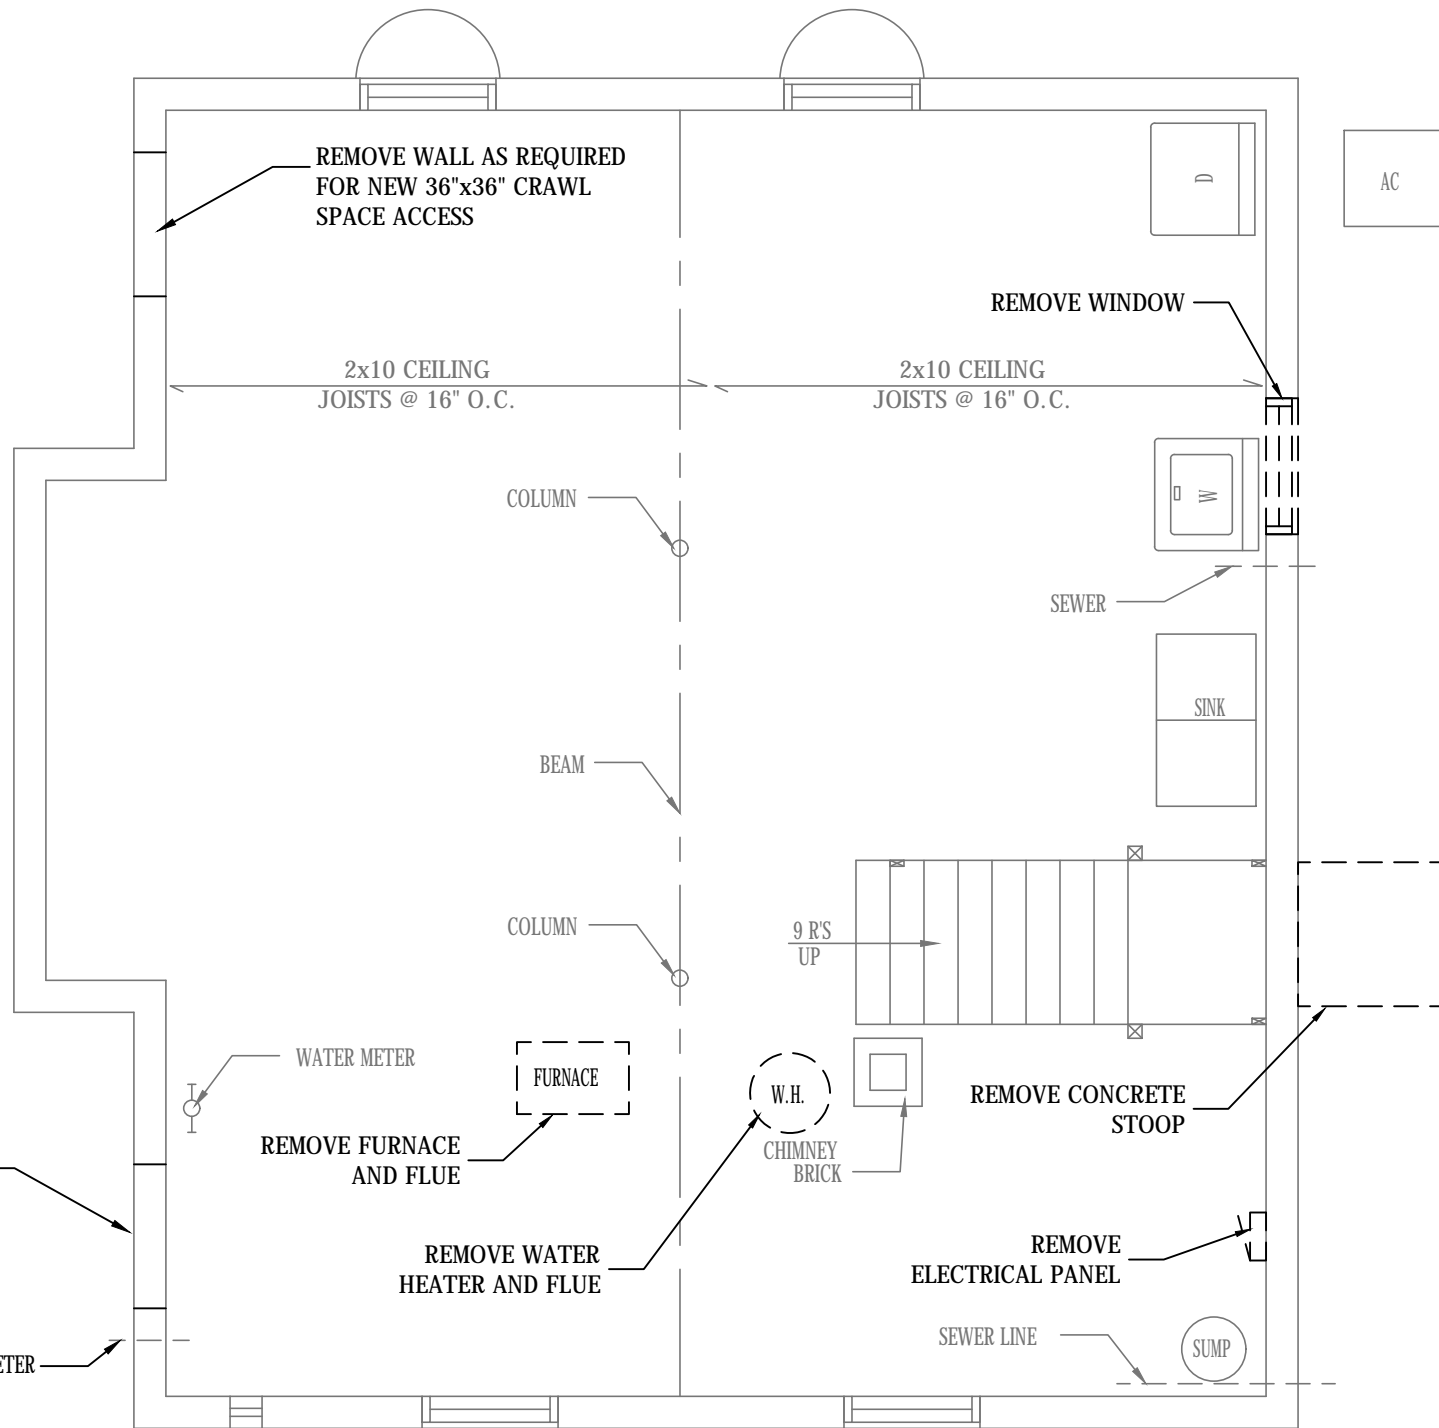 REMOVE WALL AS REQUIRED
FOR NEW 36"x36" CRAWL
SPACE ACCESS
D
AC
REMOVE WINDOW
2x10 CEILING
JOISTS @ 16" O.C.
2x10 CEILING
JOISTS @ 16" O.C.
COLUMN
W
SEWER
SINK
BEAM
COLUMN
9 R'S
UP
WATER METER
FURNACE
W.H.
REMOVE CONCRETE
STOOP
REMOVE FURNACE
AND FLUE
CHIMNEY
BRICK
REMOVE WATER
HEATER AND FLUE
REMOVE
ELECTRICAL PANEL
SEWER LINE
SUMP
ETER